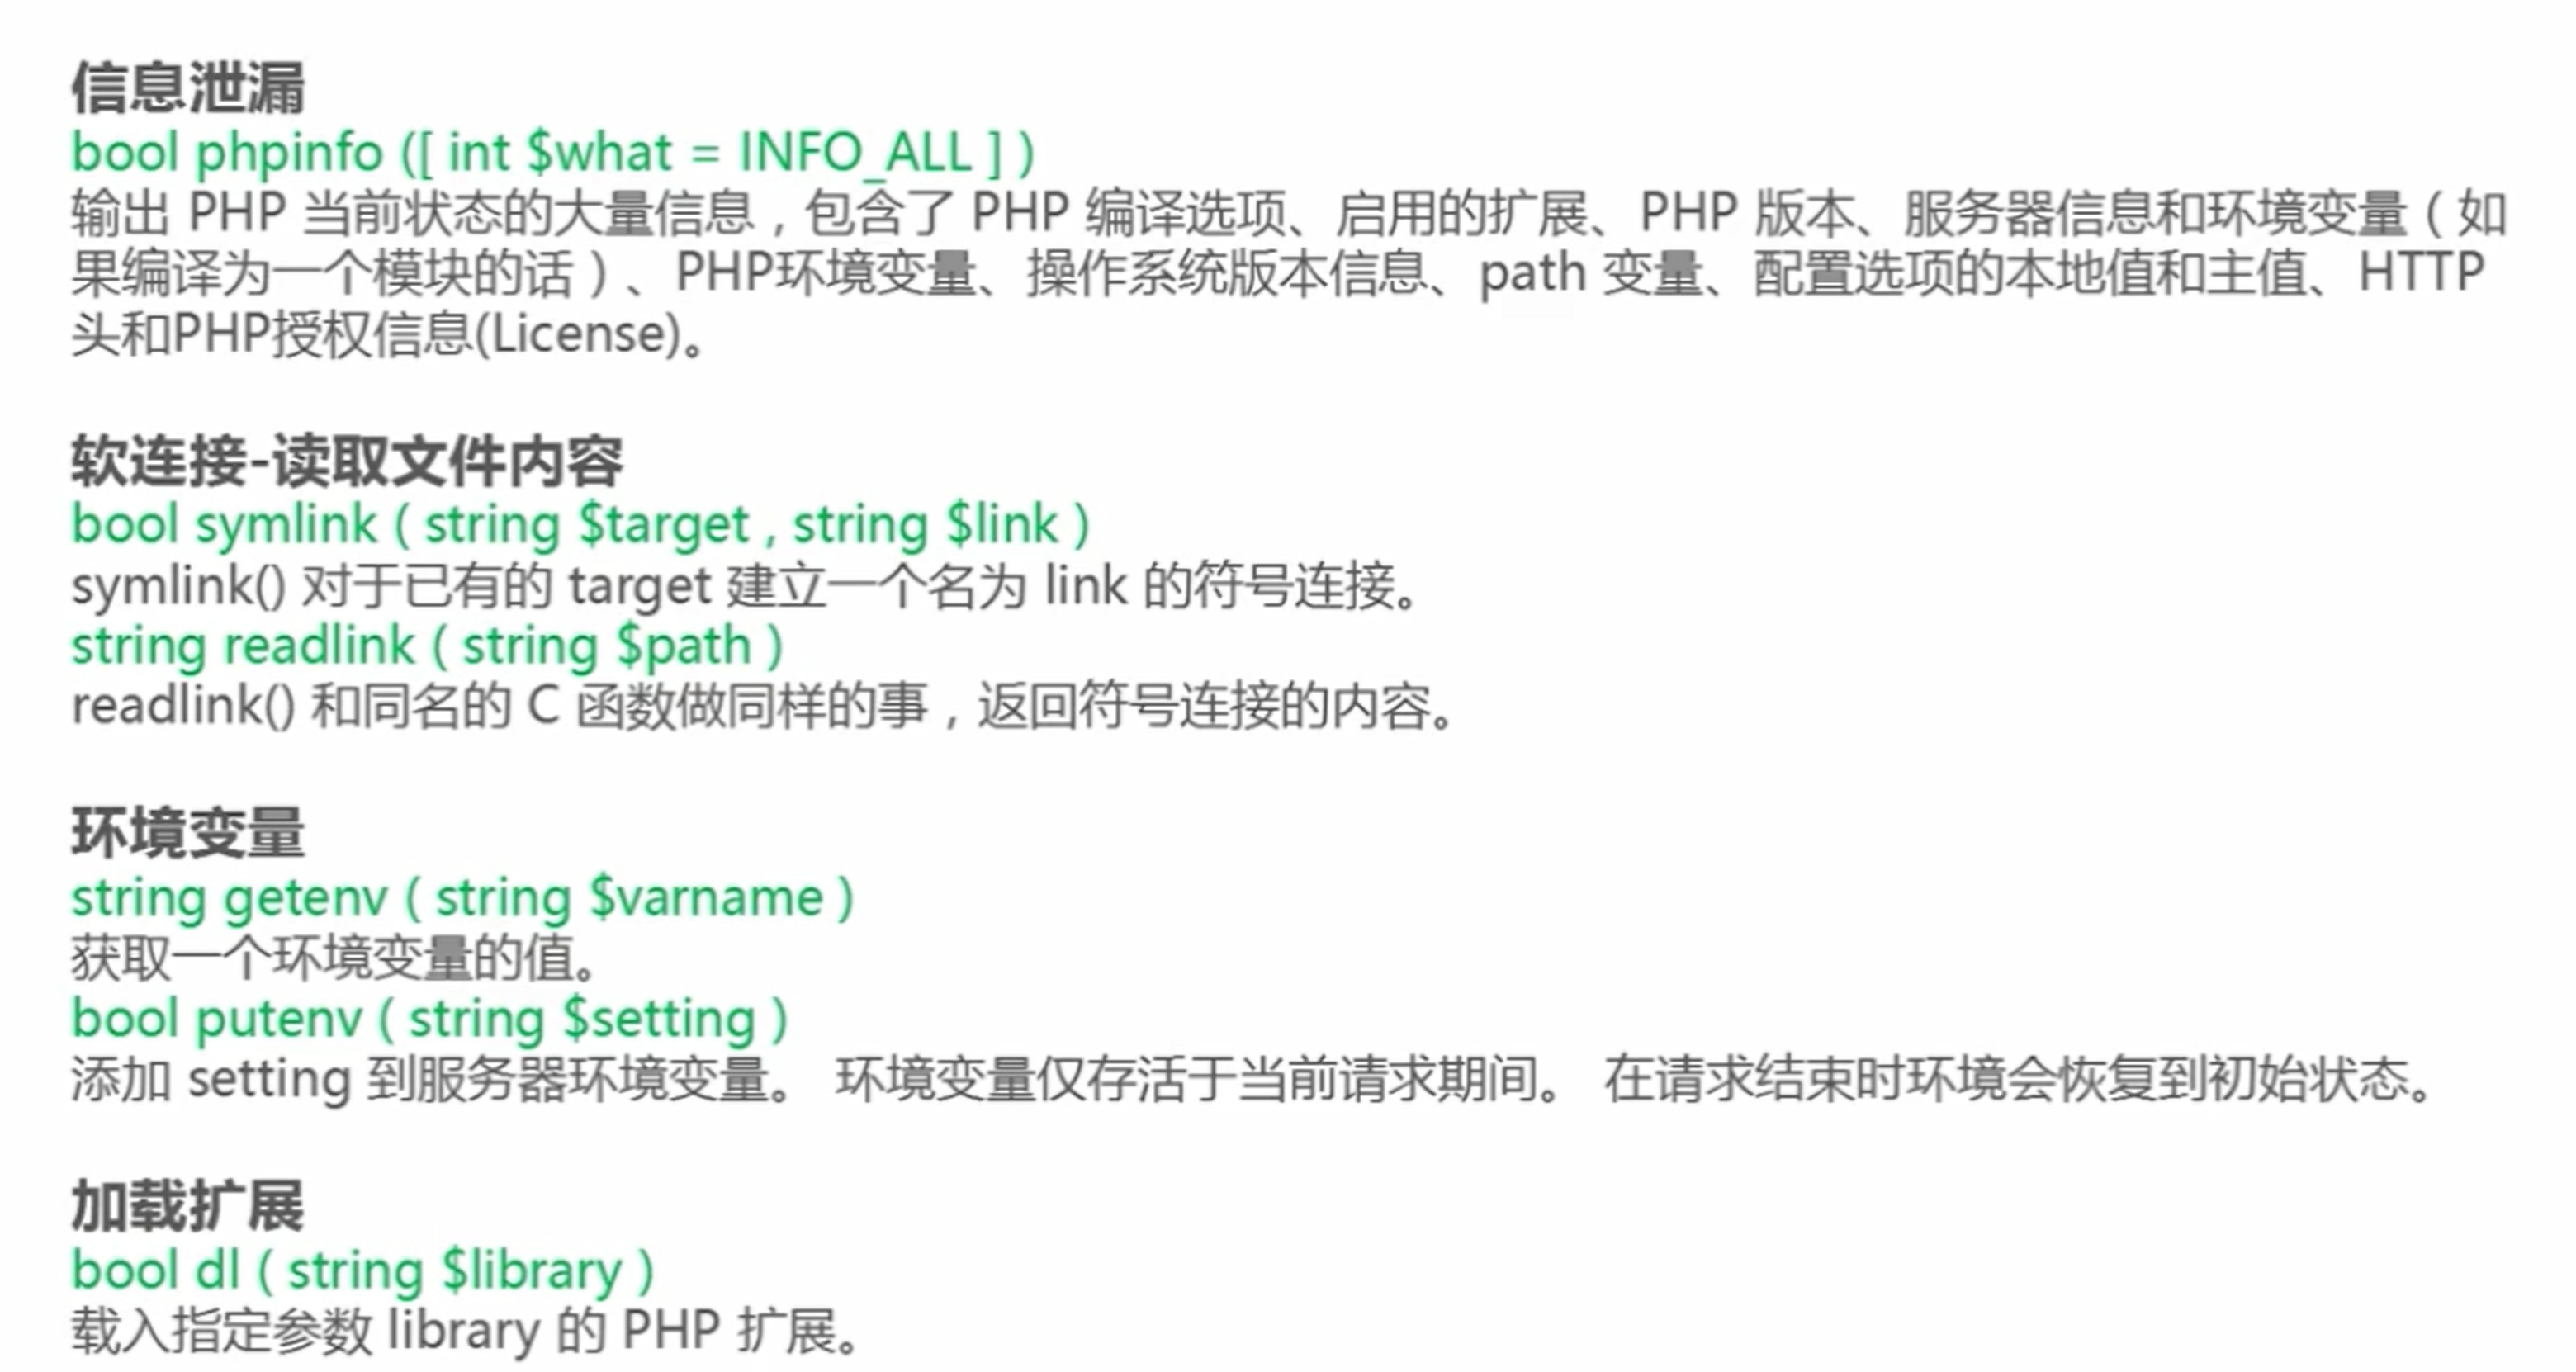 信息泄漏
bool phpinfo ([ int $what = INFO_ALL ] )
输出 PHP 当前状态的大量信息，包含了 PHP 编译选项、启用的扩展、PHP 版本、服务器信息和环境变量（如
果编译为一个模块的话）、PHP环境变量、操作系统版本信息、path 变量、配置选项的本地值和主值、HTTP
头和PHP授权信息(License)。
软连接-读取文件内容
bool symlink ( string $target , string $link )
symlink() 对于已有的 target 建立一个名为 link 的符号连接。
string readlink ( string $path )
readlink() 和同名的 C 函数做同样的事，返回符号连接的内容。
环境变量
string getenv ( string $varname )
获取一个环境变量的值。
bool putenv ( string $setting )
添加 setting 到服务器环境变量。 环境变量仅存活于当前请求期间。 在请求结束时环境会恢复到初始状态。
加载扩展
bool dl ( string $library )
载入指定参数 library 的 PHP 扩展。